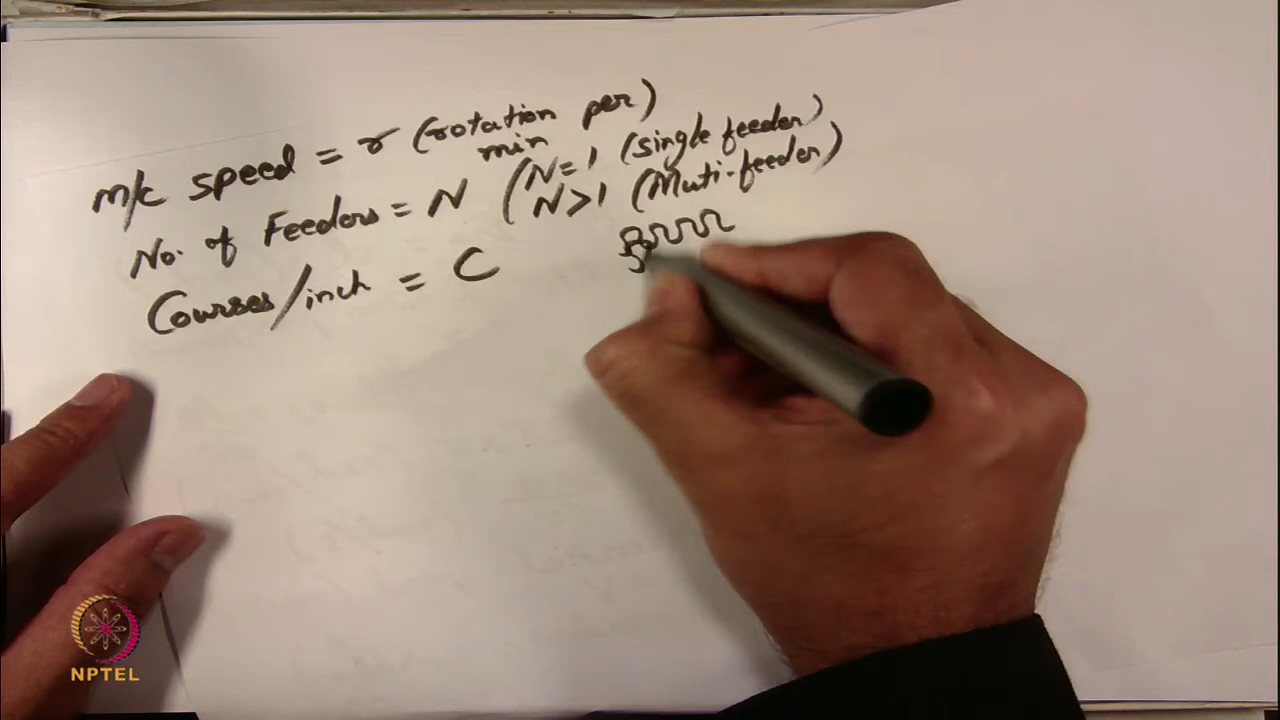 m/c speed = r (rotation per min)
No. of Feeders = N (N=1 (single feeder)
N>1 (Muti-feeder)
Courses/inch = C
NPTEL